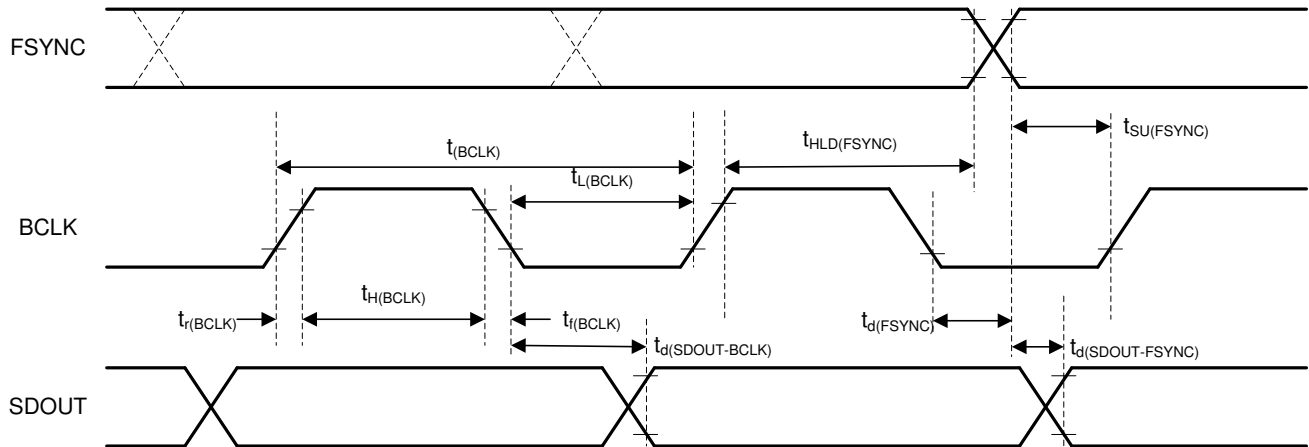 FSYNC
tSU(FSYNC)
tHLD(FSYNC)
t(BCLK)
tL(BCLK)
BCLK
tH(BCLK)
tr(BCLK)
tf(BCLK)
td(FSYNC)
td(SDOUT-BCLK)
td(SDOUT-FSYNC)
SDOUT